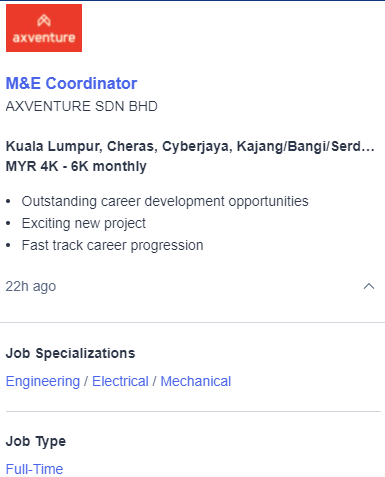 axventure
M&E Coordinator
AXVENTURE SDN BHD
Kuala Lumpur, Cheras, Cyberjaya, Kajang/Bangi/Serd...
MYR 4K - 6K monthly
• Outstanding career development opportunities
• Exciting new project
• Fast track career progression
22h ago
Job Specializations
Engineering / Electrical / Mechanical
Job Type
Full-Time